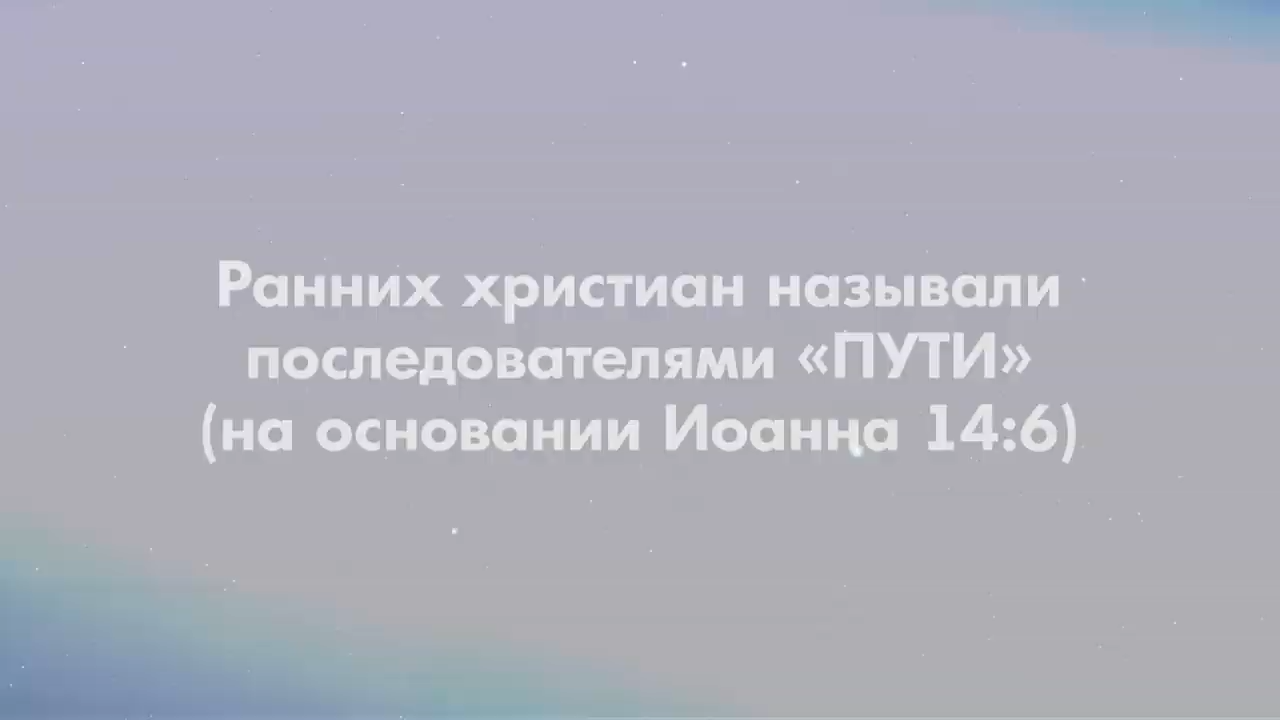 Ранних христиан называли
последователями «ПУТИ»
(на основании Иоанна 14:6)